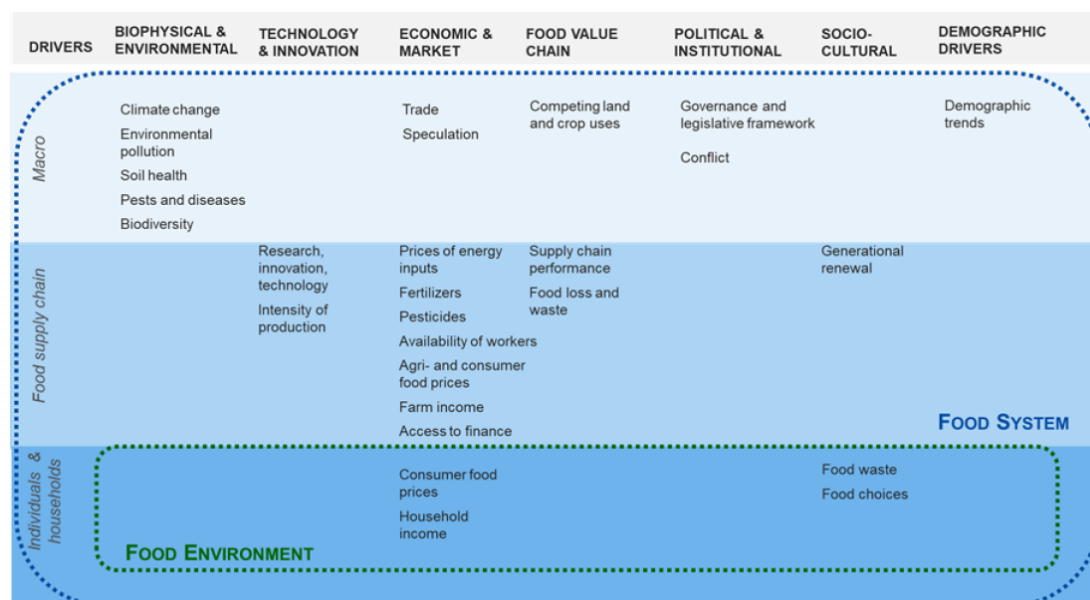 DRIVERS
BIOPHYSICAL &
ENVIRONMENTAL
TECHNOLOGY
& INNOVATION
ECONOMIC &
MARKET
FOOD VALUE
CHAIN
POLITICAL &
INSTITUTIONAL
SOCIO-
CULTURAL
DEMOGRAPHIC
DRIVERS
Macro
Climate change
Environmental
pollution
Soil health
Pests and diseases
Biodiversity
Trade
Speculation
Competing land
and crop uses
Governance and
legislative framework
Conflict
Demographic
trends
Food supply chain
Research,
innovation,
technology
Intensity of
production
Prices of energy
inputs
Fertilizers
Pesticides
Availability of workers
Agri- and consumer
food prices
Farm income
Access to finance
Supply chain
performance
Food loss and
waste
Generational
renewal
FOOD SYSTEM
Individuals &
households
Consumer food
prices
Household
income
Food waste
Food choices
FOOD ENVIRONMENT